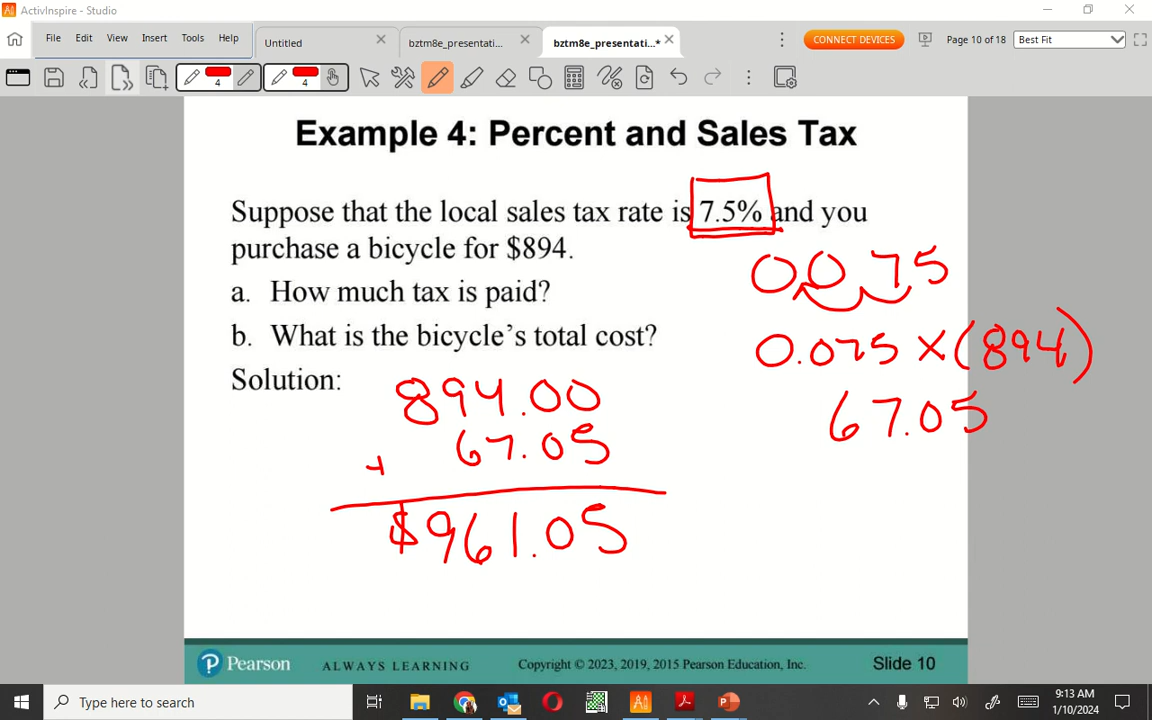 ActivInspire - Studio
File Edit View Insert Tools Help
Untitled
bztm8e_presentati...
bztm8e_presentati...*
CONNECT DEVICES
Page 10 of 18
Best Fit
4
4
Example 4: Percent and Sales Tax
Suppose that the local sales tax rate is 7.5% and you
purchase a bicycle for $894.
a. How much tax is paid?
b. What is the bicycle's total cost?
Solution:
0075
0.075 × (894)
67.05
894.00
+ 67.05
$961.05
Pearson
ALWAYS LEARNING
Copyright © 2023, 2019, 2015 Pearson Education, Inc.
Slide 10
Type here to search
9:13 AM
1/10/2024